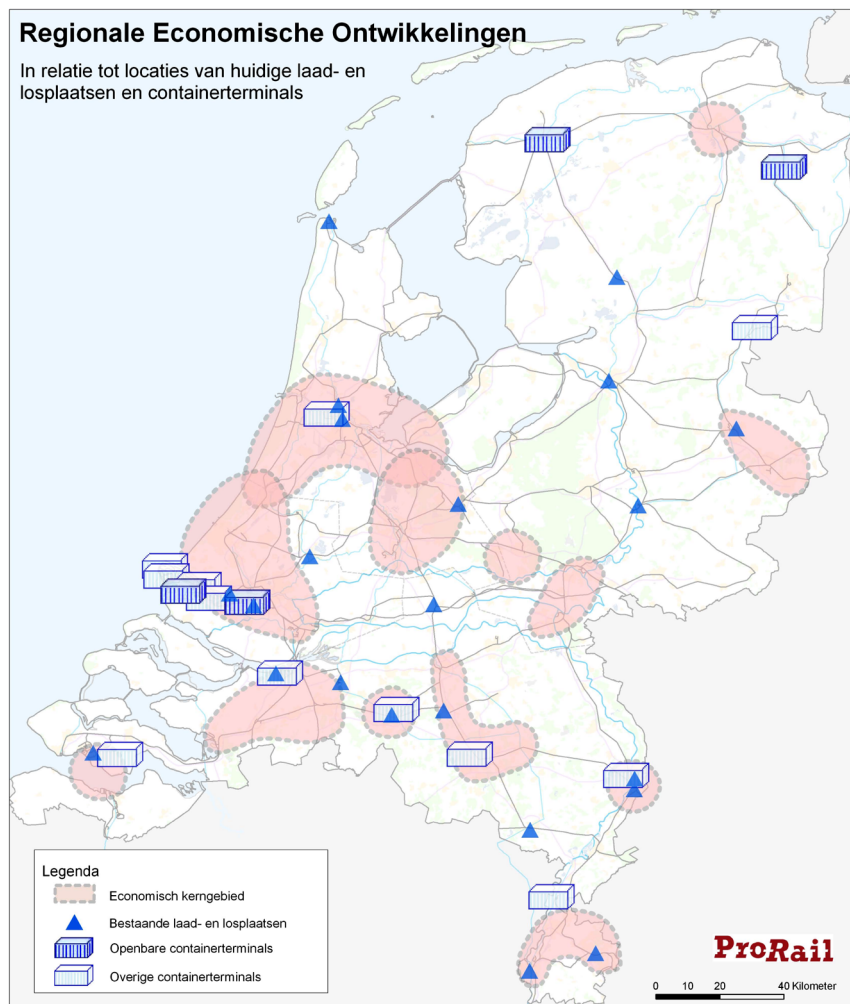 Regionale Economische Ontwikkelingen
In relatie tot locaties van huidige laad- en
losplaatsen en containerterminals
Legenda
Economisch kerngebied
Bestaande laad- en losplaatsen
Openbare containerterminals
Overige containerterminals
ProRail
0 10 20 40 Kilometer